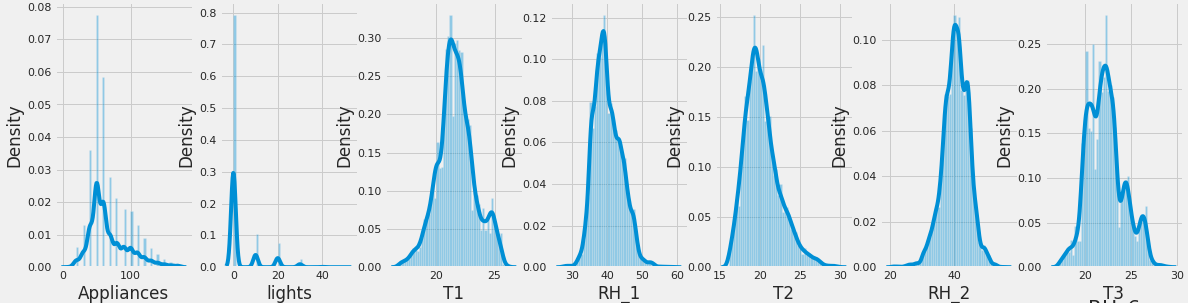 Density
0.00 0.01 0.02 0.03 0.04 0.05 0.06 0.07 0.08
0 100
Appliances
Density
0.0 0.1 0.2 0.3 0.4 0.5 0.6 0.7 0.8
0 20 40
lights
Density
0.00 0.05 0.10 0.15 0.20 0.25 0.30
20 25
T1
Density
0.00 0.02 0.04 0.06 0.08 0.10 0.12
30 40 50 60
RH_1
Density
0.00 0.05 0.10 0.15 0.20 0.25
15 20 25 30
T2
Density
0.00 0.02 0.04 0.06 0.08 0.10
20 40
RH_2
Density
0.00 0.05 0.10 0.15 0.20 0.25
20 25 30
T3